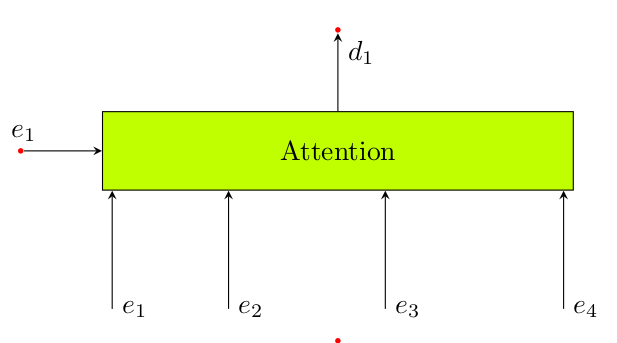 d₁
e₁
Attention
e₁ e₂ e₃ e₄